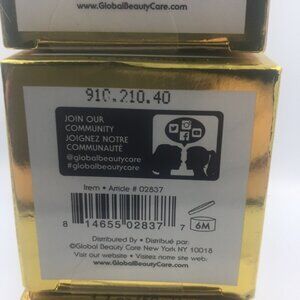 www.GlobalBeautyCare.com
910.210.40
JOIN OUR
COMMUNITY
JOIGNEZ NOTRE
COMMUNAUTÉ
@globalbeautycare
#globalbeautycare
Item • Article # 02837
8 14655 02837 7
6M
Distributed By • Distribué par:
©Global Beauty Care New York NY 10018
Visit our website • Visitez notre site web
www.GlobalBeautyCare.com